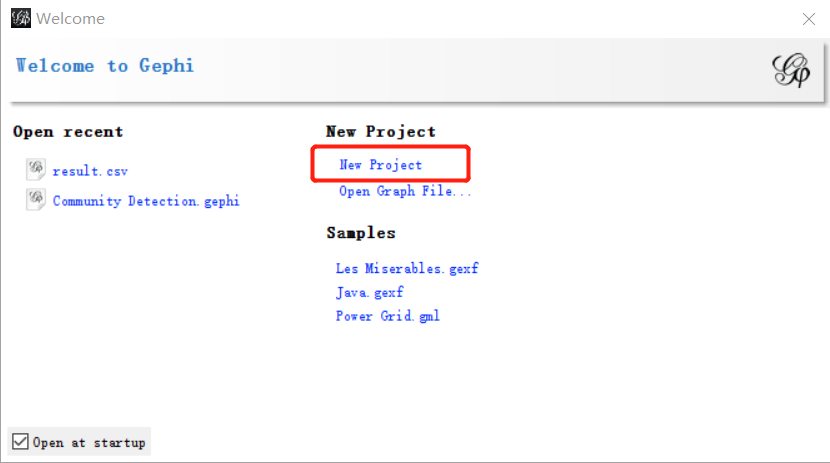 Welcome
Welcome to Gephi
Open recent
result.csv
Community Detection.gephi
New Project
New Project
Open Graph File...
Samples
Les Miserables.gexf
Java.gexf
Power Grid.gml
Open at startup